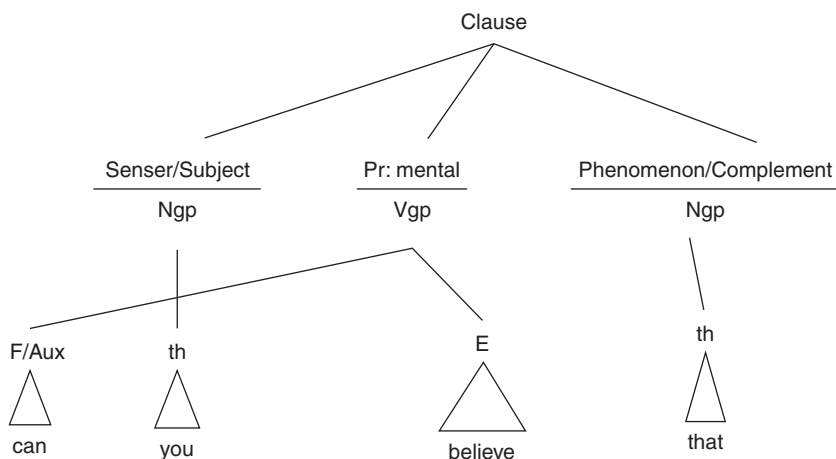 Clause
Senser/Subject Pr: mental Phenomenon/Complement
Ngp Vgp Ngp
F/Aux th E th
can you believe that